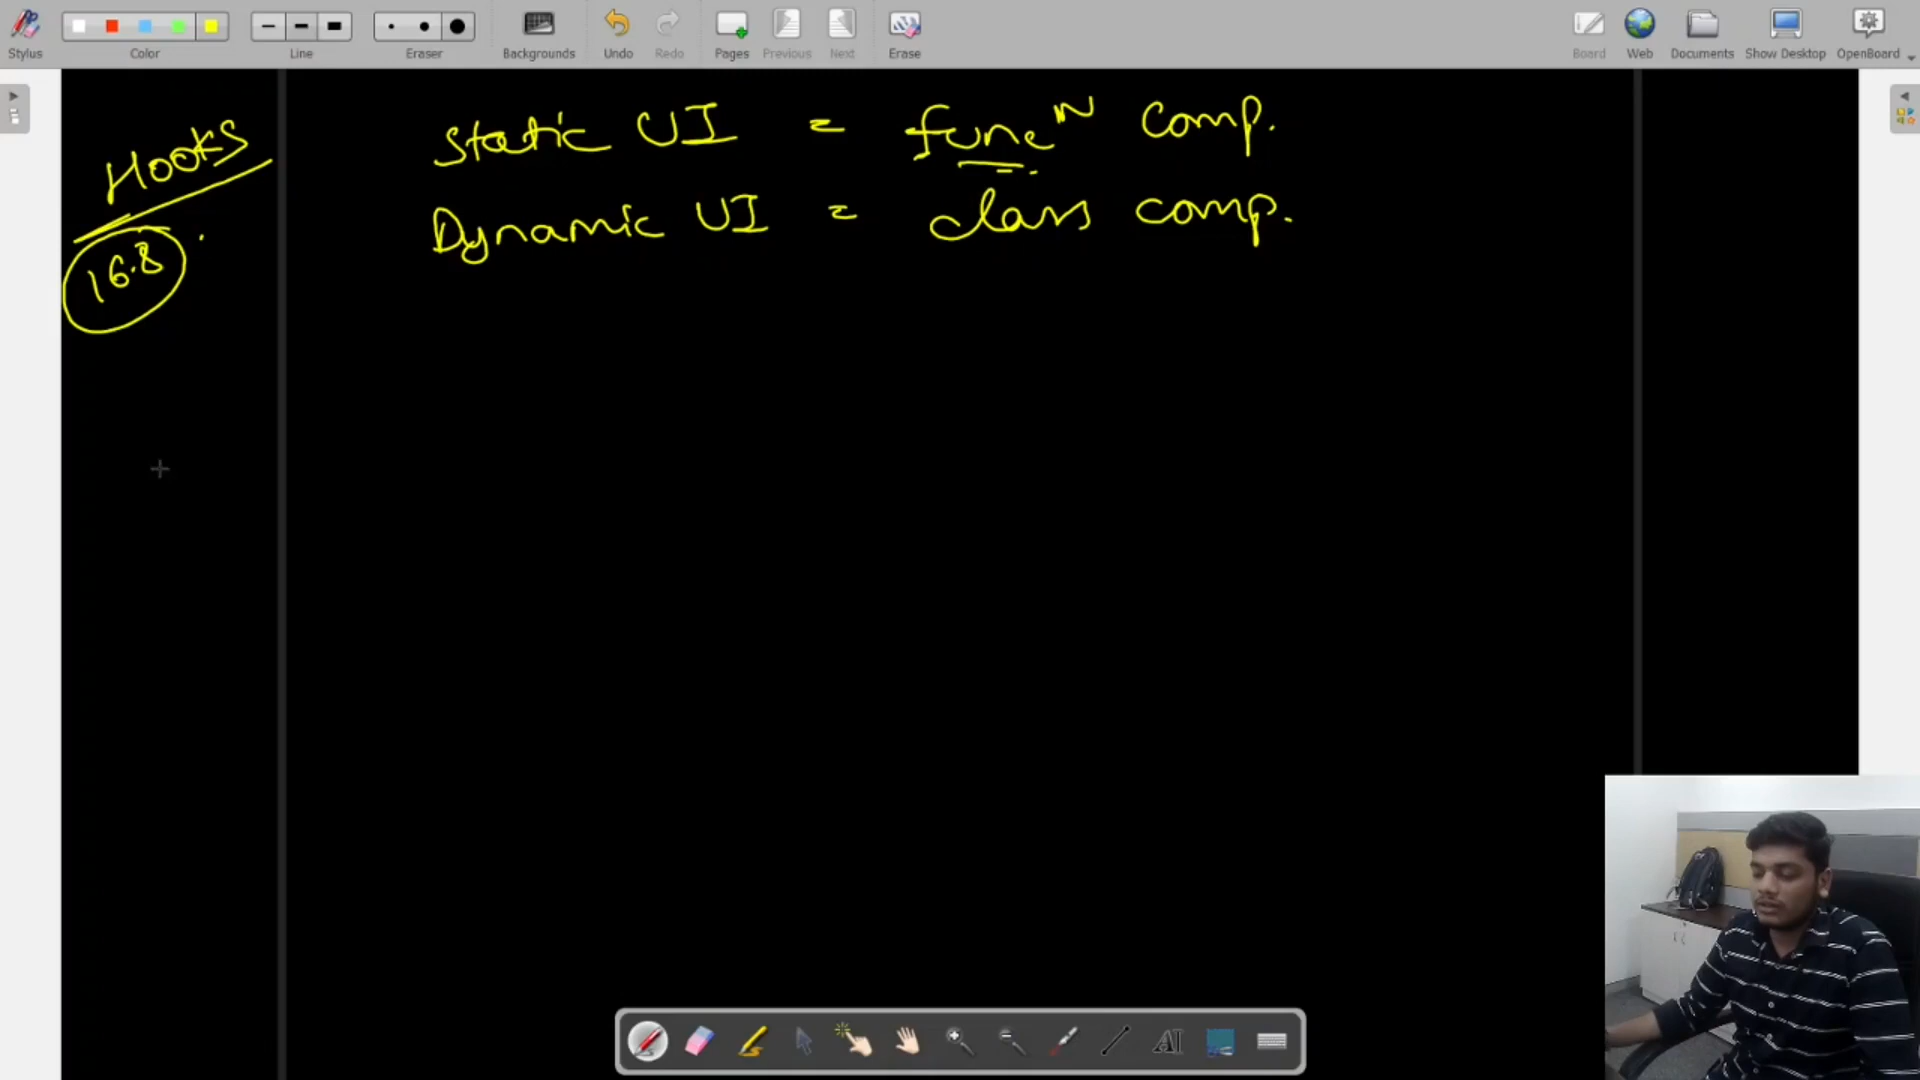 Stylus
Color
Line
Eraser
Backgrounds
Undo
Redo
Pages
Previous
Next
Erase
Board
Web
Documents
Show Desktop
OpenBoard
Hooks
16.8
Static UI = funcN comp.
Dynamic UI = class comp.
AI